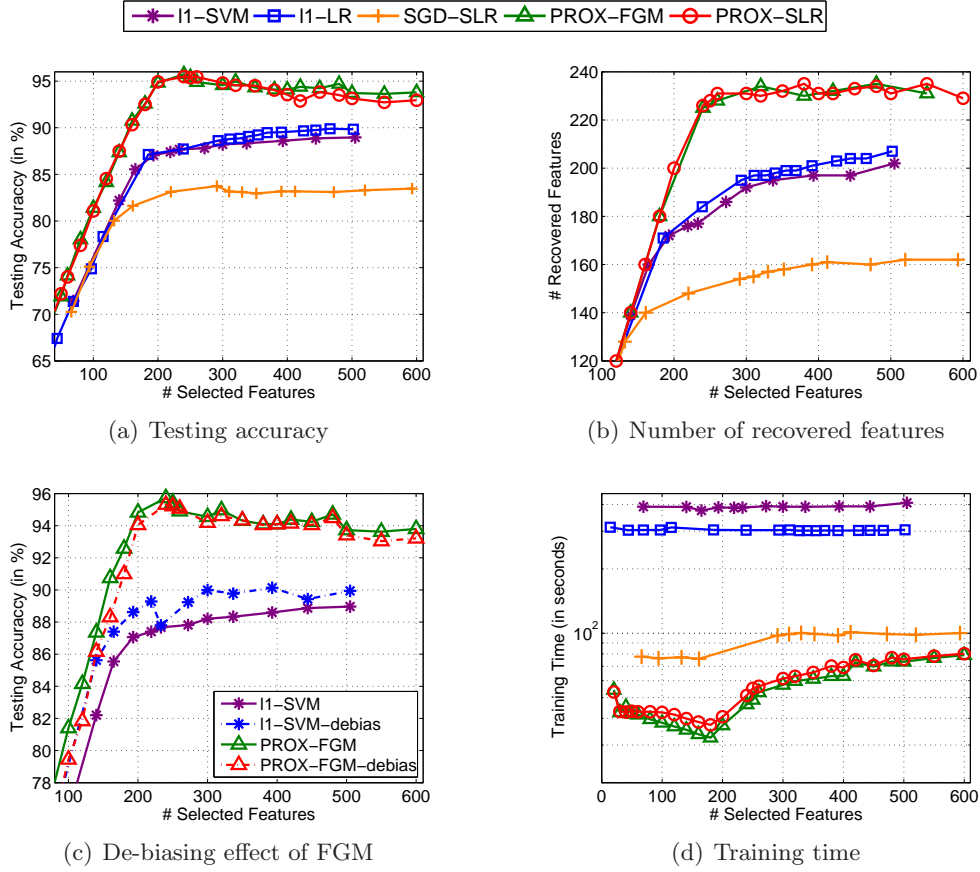 l1−SVM l1−LR SGD−SLR PROX−FGM PROX−SLR
Testing Accuraccy (in %)
95
90
85
80
75
70
65
100 200 300 400 500 600
# Selected Features
(a) Testing accuracy
# Recovered Features
240
220
200
180
160
140
120
100 200 300 400 500 600
# Selected Features
(b) Number of recovered features
Testing Accuraccy (in %)
96
94
92
90
88
86
84
82
80
78
l1−SVM
l1−SVM−debias
PROX−FGM
PROX−FGM−debias
100 200 300 400 500 600
# Selected Features
(c) De-biasing effect of FGM
Training Time (in seconds)
10²
0 100 200 300 400 500 600
# Selected Features
(d) Training time